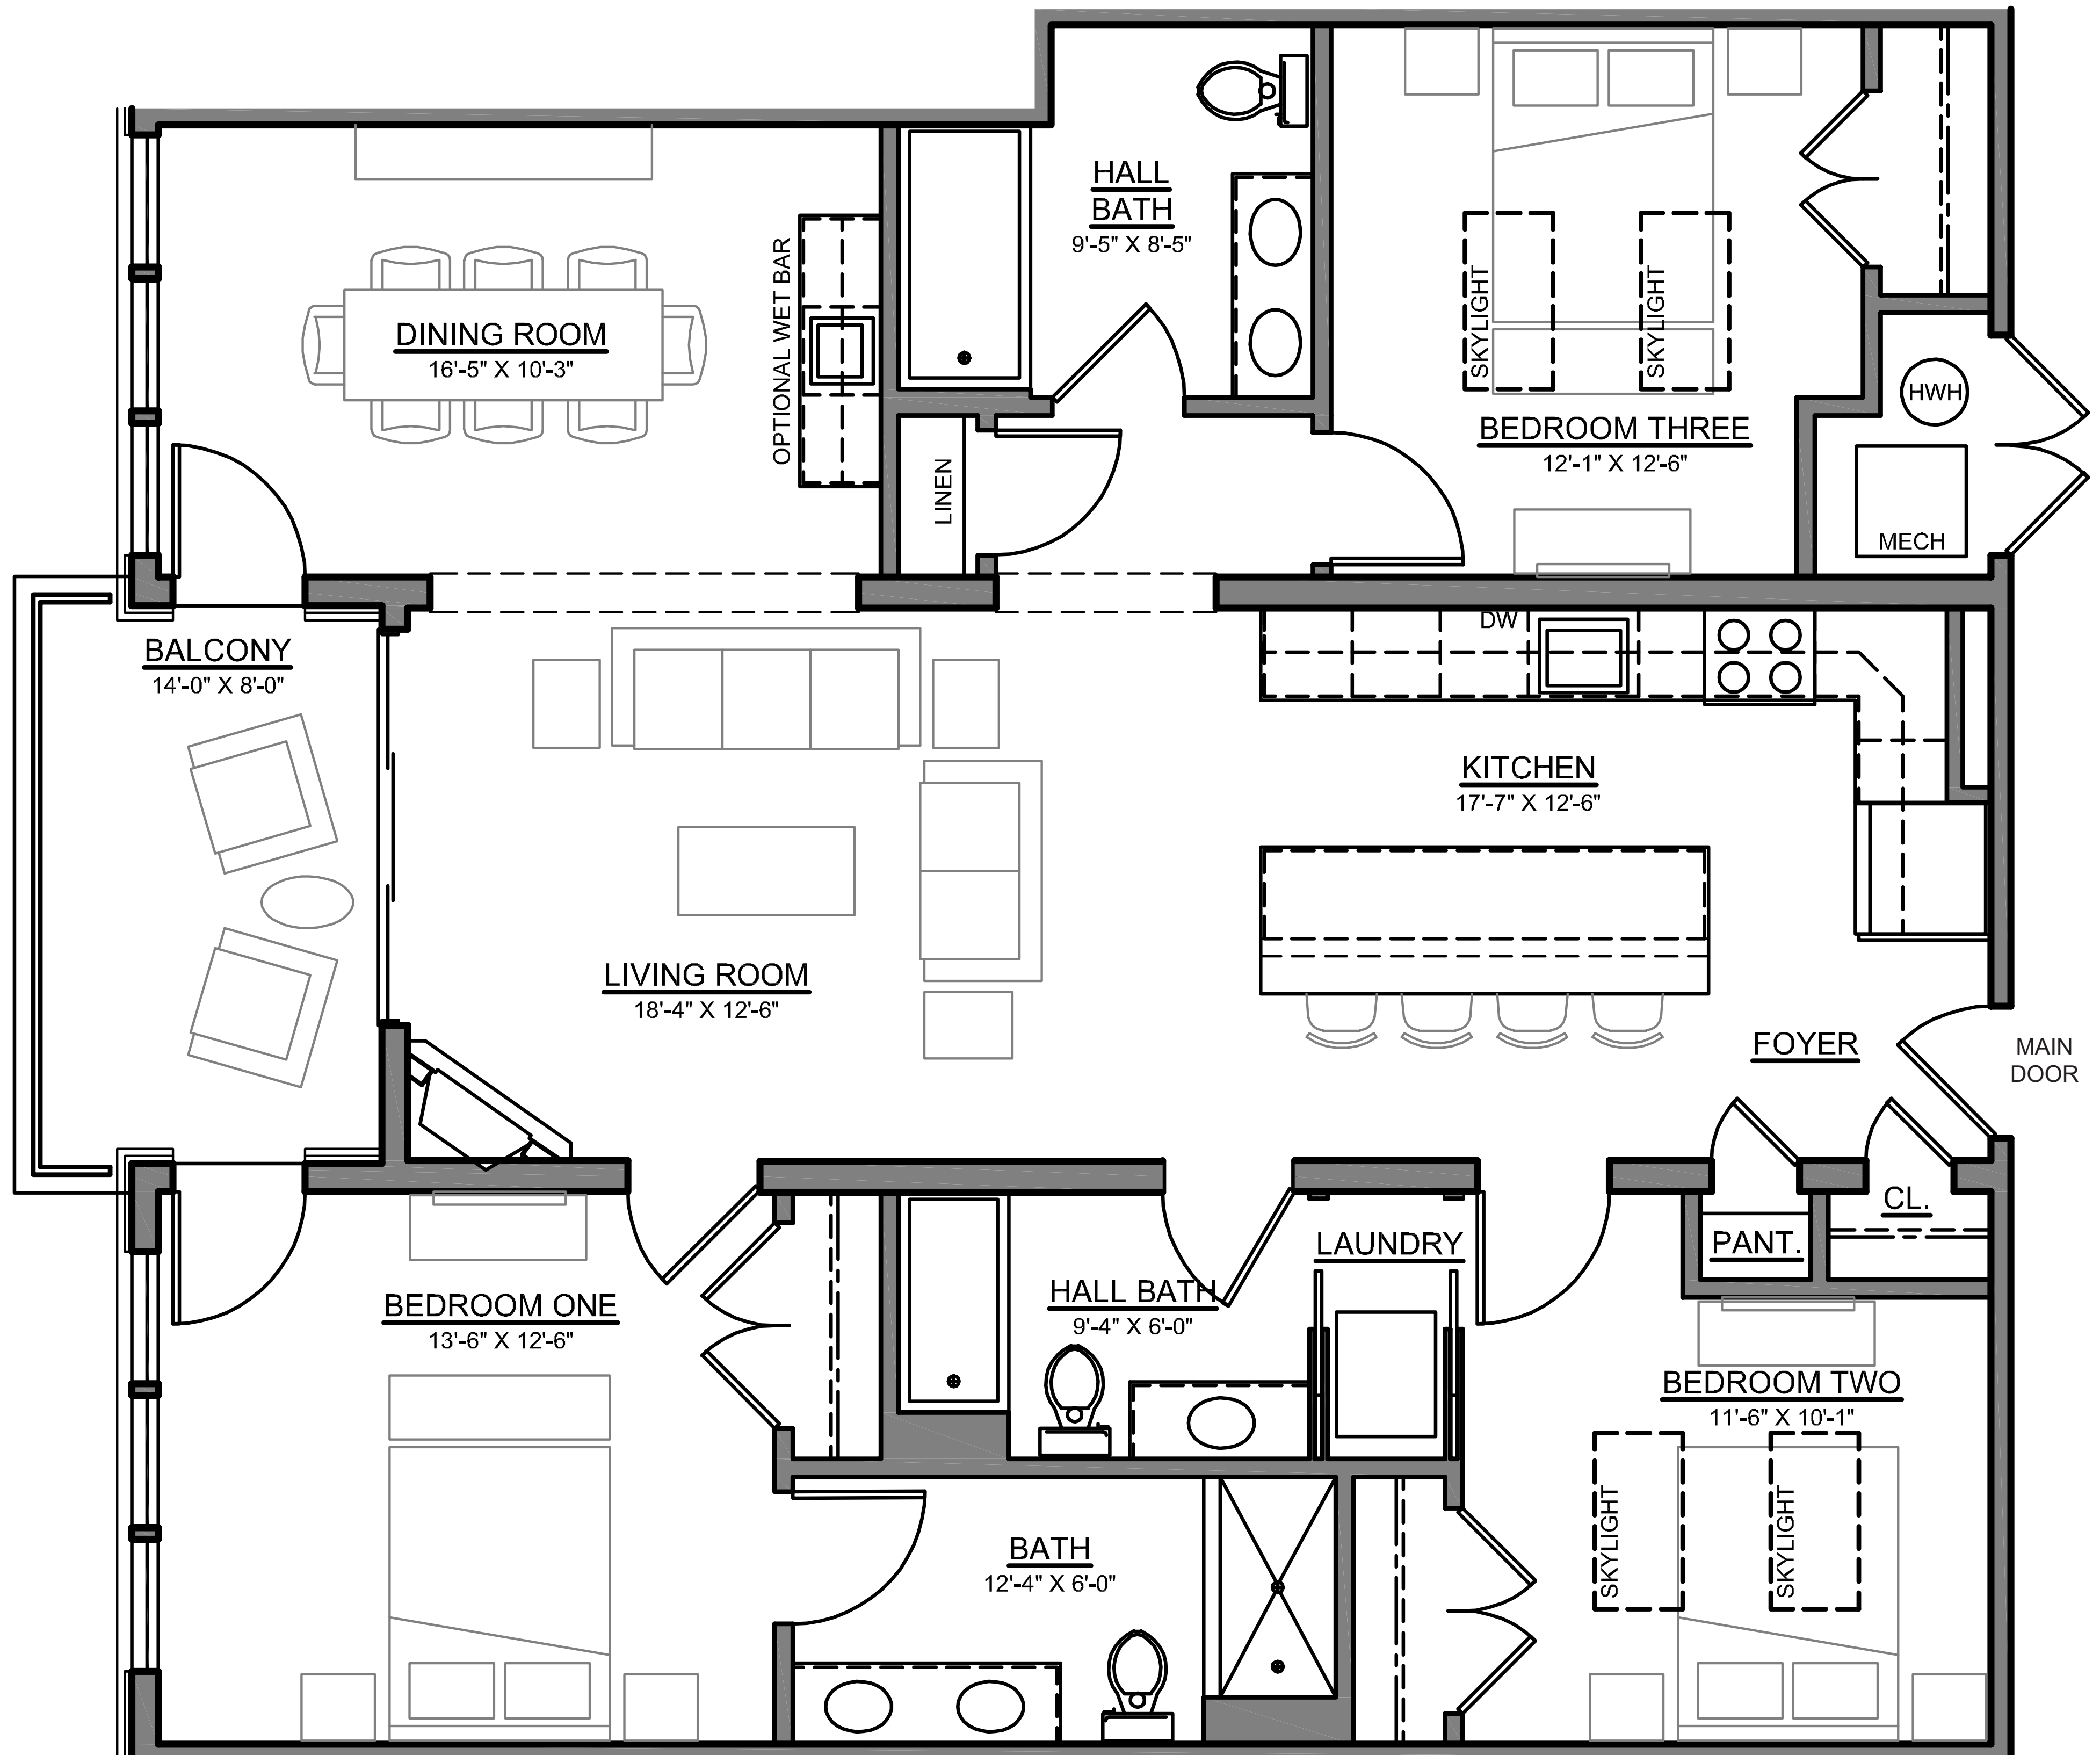 HALL
BATH
9'-5" X 8'-5"
DINING ROOM
16'-5" X 10'-3"
OPTIONAL WET BAR
SKYLIGHT
SKYLIGHT
HWH
BEDROOM THREE
12'-1" X 12'-6"
LINEN
MECH
DW
BALCONY
14'-0" X 8'-0"
KITCHEN
17'-7" X 12'-6"
LIVING ROOM
18'-4" X 12'-6"
FOYER
MAIN
DOOR
CL.
PANT.
LAUNDRY
HALL BATH
9'-4" X 6'-0"
BEDROOM ONE
13'-6" X 12'-6"
BEDROOM TWO
11'-6" X 10'-1"
SKYLIGHT
SKYLIGHT
BATH
12'-4" X 6'-0"